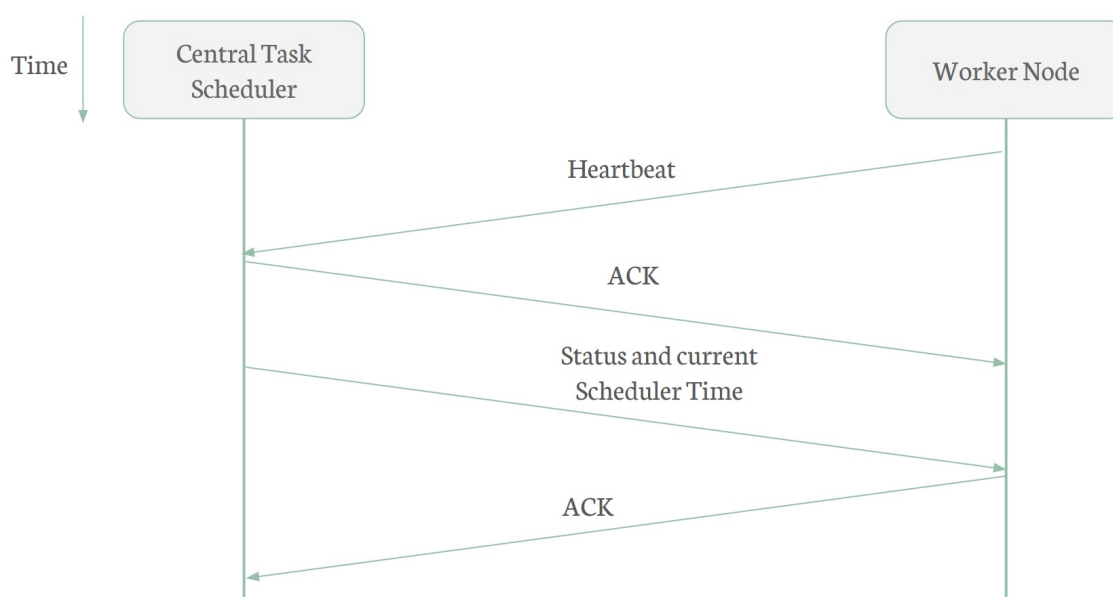 Time
Central Task
Scheduler
Worker Node
Heartbeat
ACK
Status and current
Scheduler Time
ACK